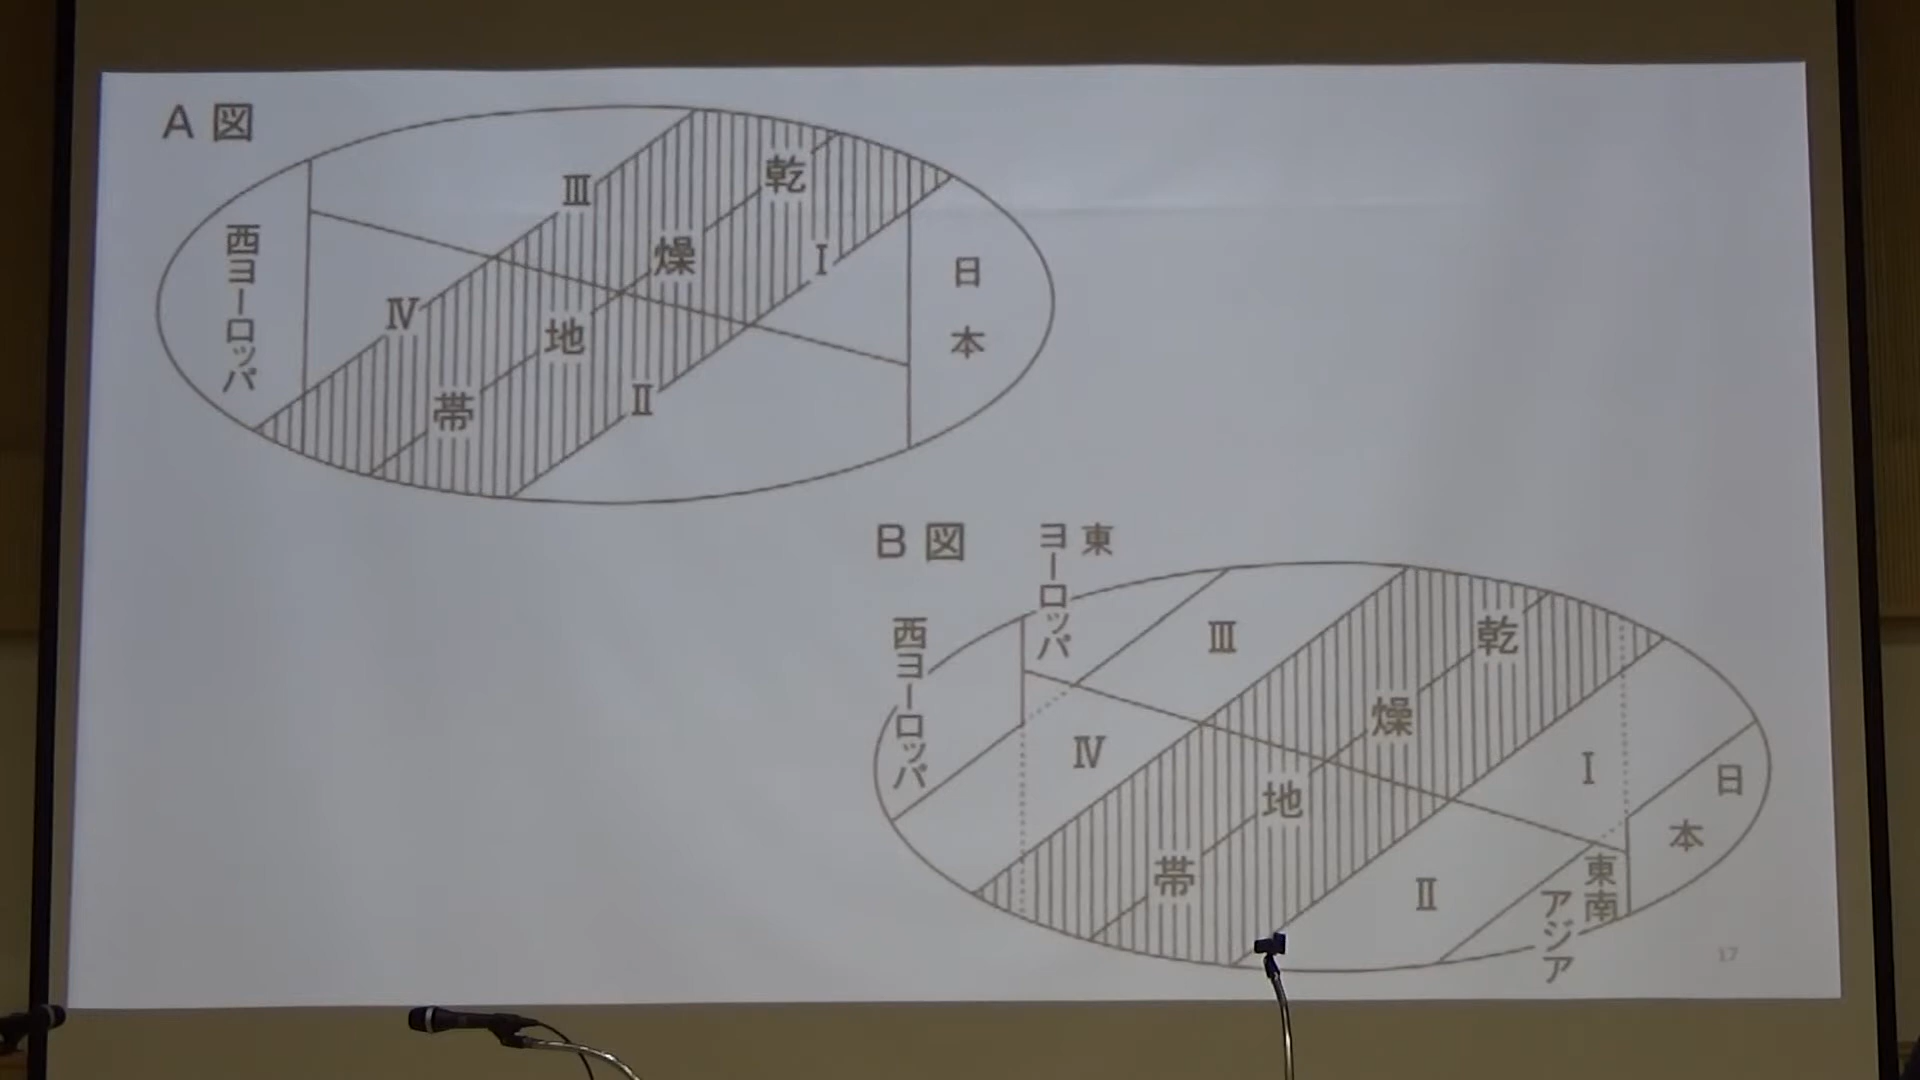 A 図
西ヨーロッパ
Ⅲ
Ⅳ
乾燥地帯
Ⅰ
Ⅱ
日本
B 図
東ヨーロッパ
西ヨーロッパ
Ⅲ
Ⅳ
乾燥地帯
Ⅰ
Ⅱ
日本
東南アジア
17